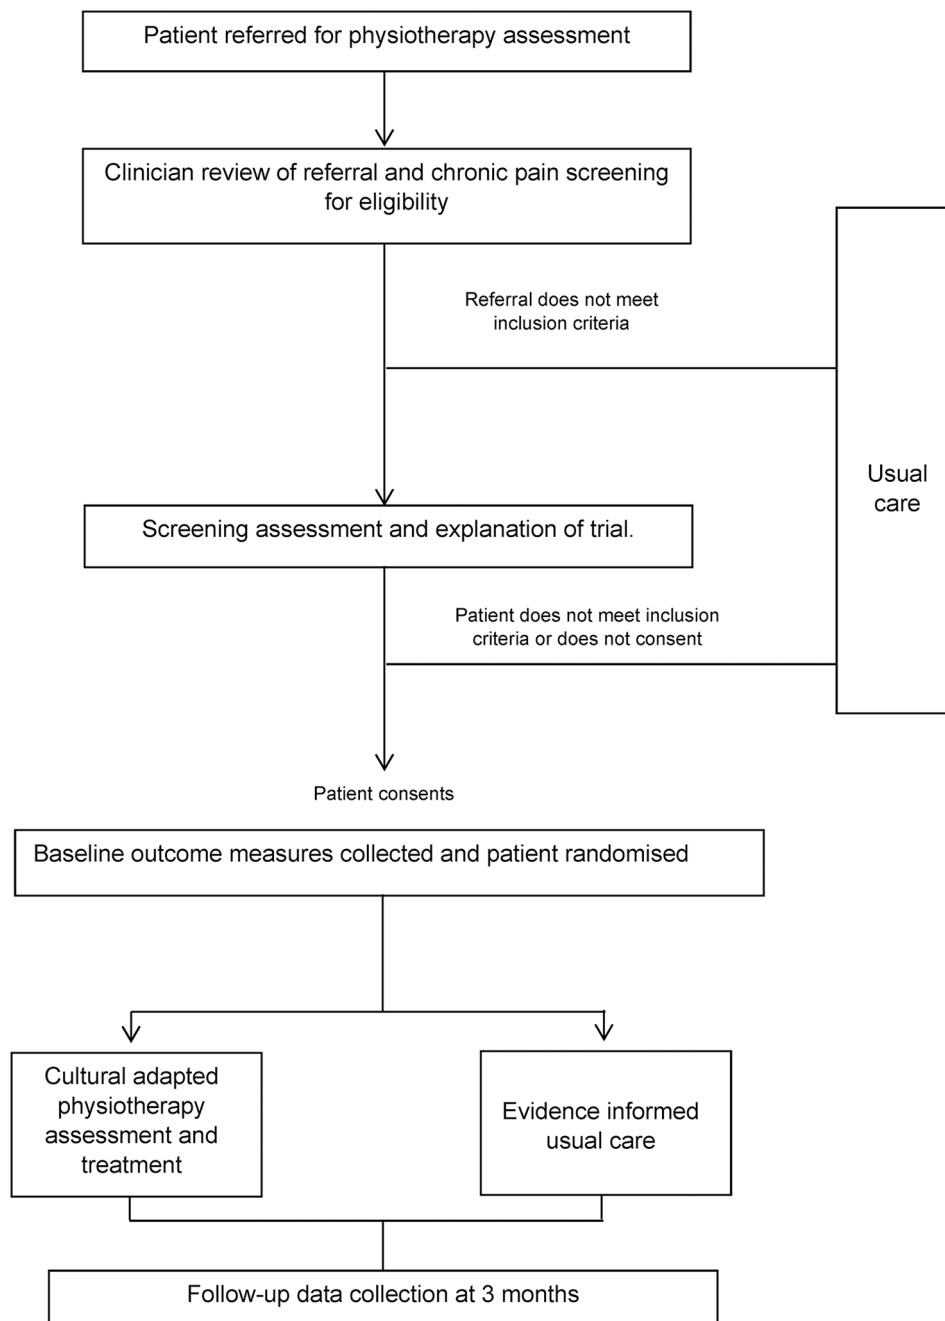 Patient referred for physiotherapy assessment
Clinician review of referral and chronic pain screening
for eligibility
Referral does not meet
inclusion criteria
Usual
care
Screening assessment and explanation of trial.
Patient does not meet inclusion
criteria or does not consent
Patient consents
Baseline outcome measures collected and patient randomised
Cultural adapted
physiotherapy
assessment and
treatment
Evidence informed
usual care
Follow-up data collection at 3 months